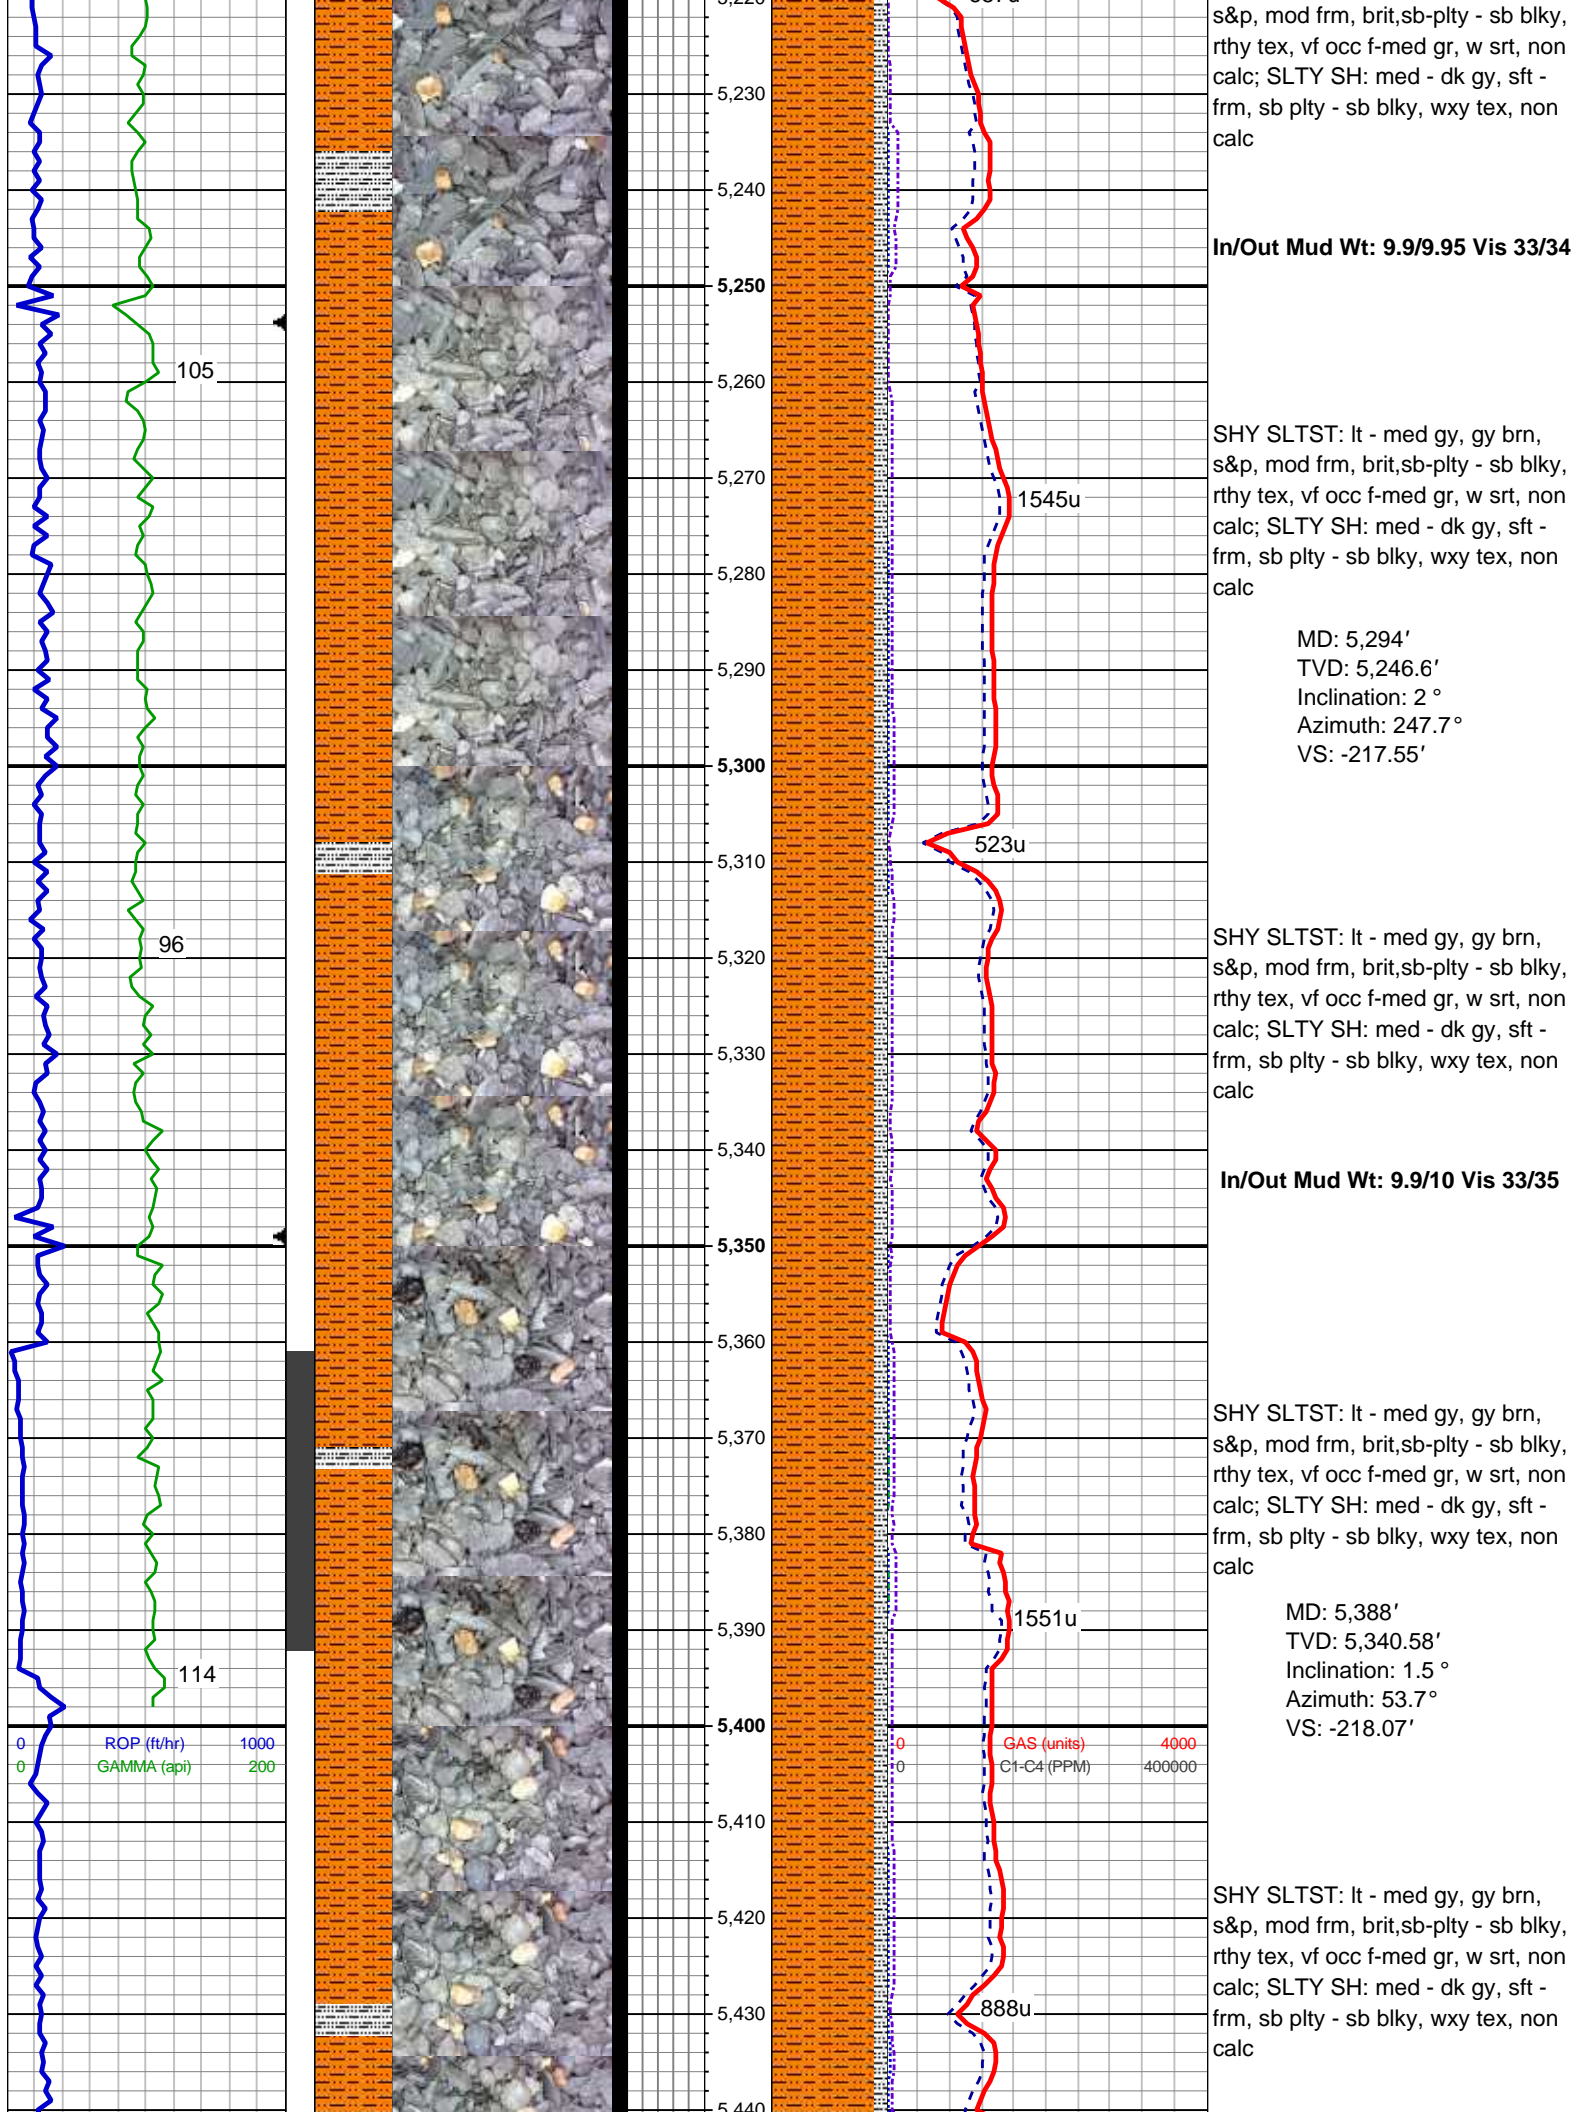 5,220
s&p, mod frm, brit,sb-plty - sb blky,
rthy tex, vf occ f-med gr, w srt, non
calc; SLTY SH: med - dk gy, sft -
frm, sb plty - sb blky, wxy tex, non
calc
5,230
5,240
In/Out Mud Wt: 9.9/9.95 Vis 33/34
5,250
105
5,260
SHY SLTST: lt - med gy, gy brn,
s&p, mod frm, brit,sb-plty - sb blky,
rthy tex, vf occ f-med gr, w srt, non
calc; SLTY SH: med - dk gy, sft -
frm, sb plty - sb blky, wxy tex, non
calc
5,270
1545u
5,280
5,290
MD: 5,294′
TVD: 5,246.6′
Inclination: 2 °
Azimuth: 247.7°
VS: -217.55′
5,300
523u
5,310
96
5,320
SHY SLTST: lt - med gy, gy brn,
s&p, mod frm, brit,sb-plty - sb blky,
rthy tex, vf occ f-med gr, w srt, non
calc; SLTY SH: med - dk gy, sft -
frm, sb plty - sb blky, wxy tex, non
calc
5,330
5,340
In/Out Mud Wt: 9.9/10 Vis 33/35
5,350
5,360
5,370
SHY SLTST: lt - med gy, gy brn,
s&p, mod frm, brit,sb-plty - sb blky,
rthy tex, vf occ f-med gr, w srt, non
calc; SLTY SH: med - dk gy, sft -
frm, sb plty - sb blky, wxy tex, non
calc
5,380
5,390
1551u
MD: 5,388′
TVD: 5,340.58′
Inclination: 1.5 °
Azimuth: 53.7°
VS: -218.07′
114
5,400
0 ROP (ft/hr) 1000
0 GAMMA (api) 200
0 GAS (units) 4000
0 C1-C4 (PPM) 400000
5,410
5,420
SHY SLTST: lt - med gy, gy brn,
s&p, mod frm, brit,sb-plty - sb blky,
rthy tex, vf occ f-med gr, w srt, non
calc; SLTY SH: med - dk gy, sft -
frm, sb plty - sb blky, wxy tex, non
calc
5,430
888u
5,440